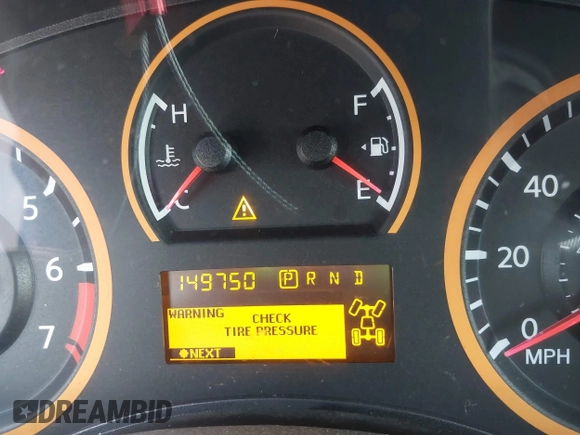 H
F
C
E
5
6
7
40
20
0
MPH
149750 P R N D
WARNING
CHECK
TIRE PRESSURE
NEXT
DREAMBID